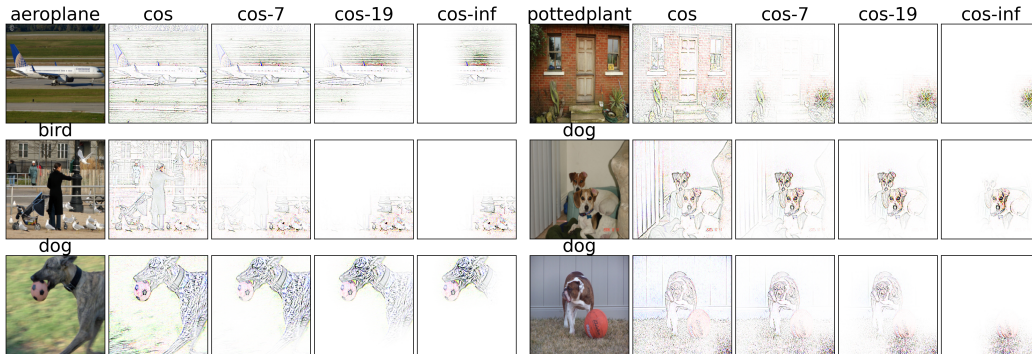 aeroplane cos cos-7 cos-19 cos-inf pottedplant cos cos-7 cos-19 cos-inf
bird dog
dog dog